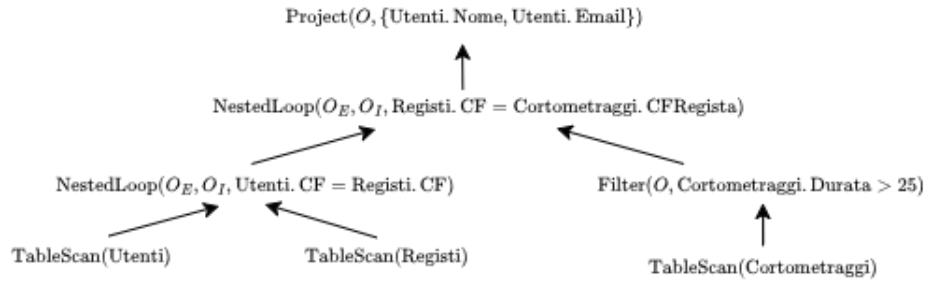 Project(O, {Utenti. Nome, Utenti. Email})
NestedLoop(O_E, O_I, Registi. CF = Cortometraggi. CFRegista)
NestedLoop(O_E, O_I, Utenti. CF = Registi. CF)
Filter(O, Cortometraggi. Durata > 25)
TableScan(Utenti)
TableScan(Registi)
TableScan(Cortometraggi)